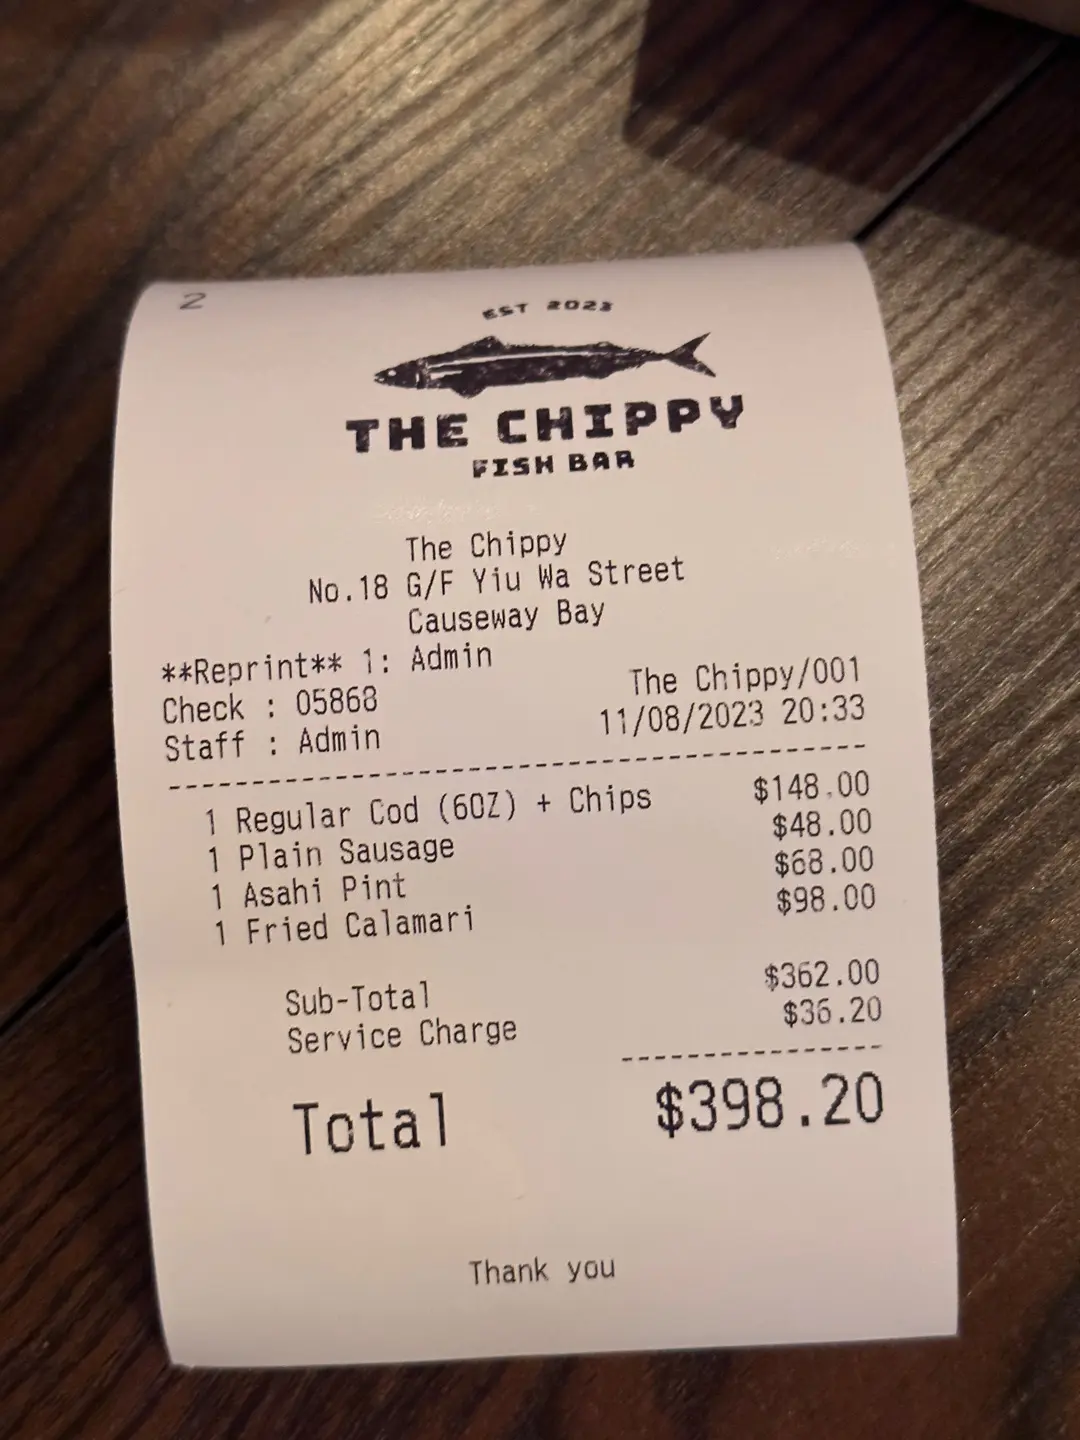 2
EST 2023
THE CHIPPY
FISH BAR
The Chippy
No.18 G/F Yiu Wa Street
Causeway Bay
**Reprint** 1: Admin
Check : 05868 The Chippy/001
Staff : Admin 11/08/2023 20:33
1 Regular Cod (6OZ) + Chips $148.00
1 Plain Sausage $48.00
1 Asahi Pint $68.00
1 Fried Calamari $98.00
Sub-Total $362.00
Service Charge $36.20
Total $398.20
Thank you